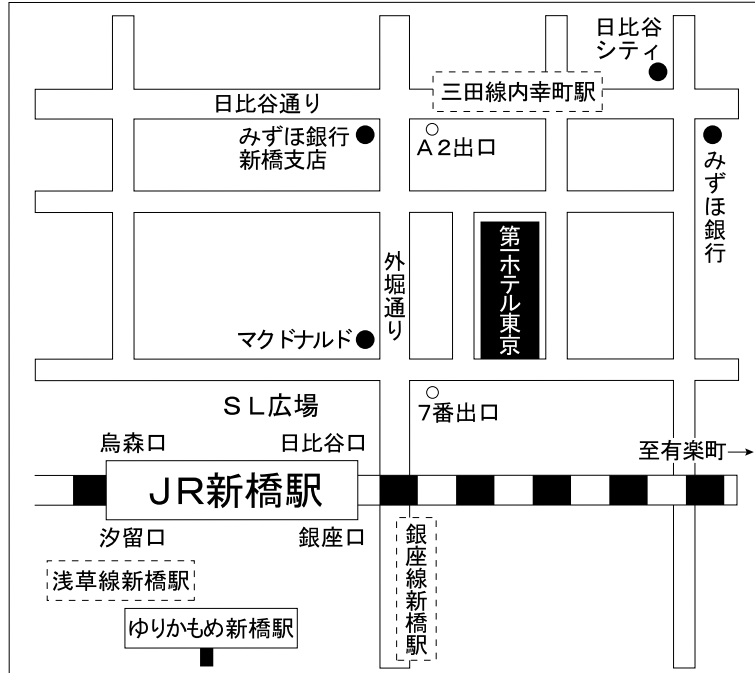 日比谷
シティ
三田線内幸町駅
日比谷通り
みずほ銀行
新橋支店
A2出口
みずほ銀行
第一ホテル東京
外堀通り
マクドナルド
SL広場
7番出口
烏森口
日比谷口
至有楽町→
JR新橋駅
汐留口
銀座口
銀座線新橋駅
浅草線新橋駅
ゆりかもめ新橋駅